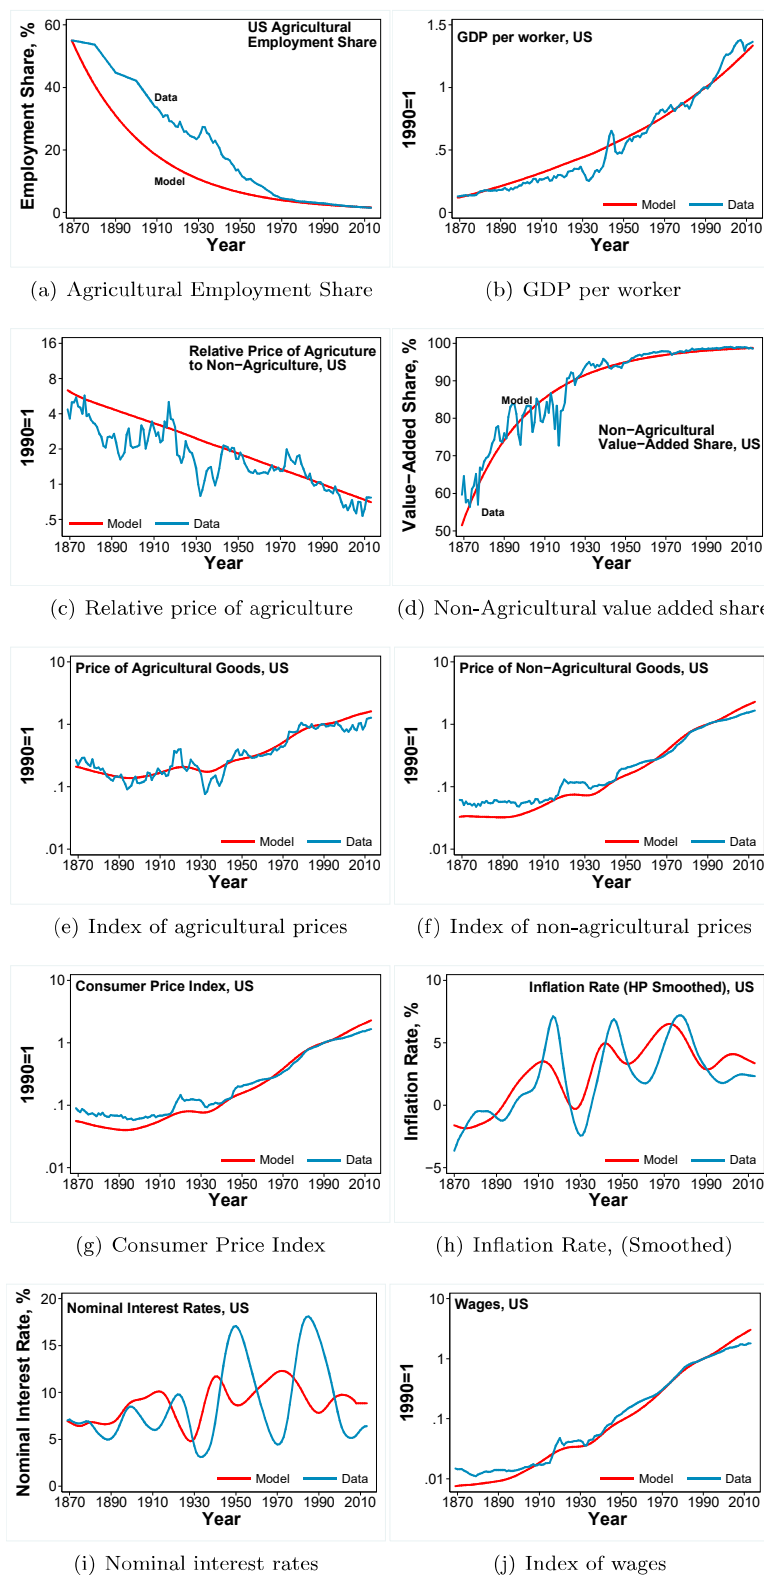 US Agricultural
Employment Share
Employment Share, %
60
40
20
0
Data
Model
1870 1890 1910 1930 1950 1970 1990 2010
Year
(a) Agricultural Employment Share
GDP per worker, US
1990=1
1.5
1
.5
0
Model Data
1870 1890 1910 1930 1950 1970 1990 2010
Year
(b) GDP per worker
Relative Price of Agricuture
to Non-Agriculture, US
1990=1
16
8
4
2
1
.5
Model Data
1870 1890 1910 1930 1950 1970 1990 2010
Year
(c) Relative price of agriculture
Value-Added Share, %
100
90
80
70
60
50
Model
Non-Agricultural
Value-Added Share, US
Data
1870 1890 1910 1930 1950 1970 1990 2010
Year
(d) Non-Agricultural value added share
Price of Agricultural Goods, US
1990=1
10
1
.1
.01
Model Data
1870 1890 1910 1930 1950 1970 1990 2010
Year
(e) Index of agricultural prices
Price of Non-Agricultural Goods, US
1990=1
10
1
.1
.01
Model Data
1870 1890 1910 1930 1950 1970 1990 2010
Year
(f) Index of non-agricultural prices
Consumer Price Index, US
1990=1
10
1
.1
.01
Model Data
1870 1890 1910 1930 1950 1970 1990 2010
Year
(g) Consumer Price Index
Inflation Rate (HP Smoothed), US
Inflation Rate, %
10
5
0
-5
Model Data
1870 1890 1910 1930 1950 1970 1990 2010
Year
(h) Inflation Rate, (Smoothed)
Nominal Interest Rates, US
Nominal Interest Rate, %
20
15
10
5
0
Model Data
1870 1890 1910 1930 1950 1970 1990 2010
Year
(i) Nominal interest rates
Wages, US
1990=1
10
1
.1
.01
Model Data
1870 1890 1910 1930 1950 1970 1990 2010
Year
(j) Index of wages